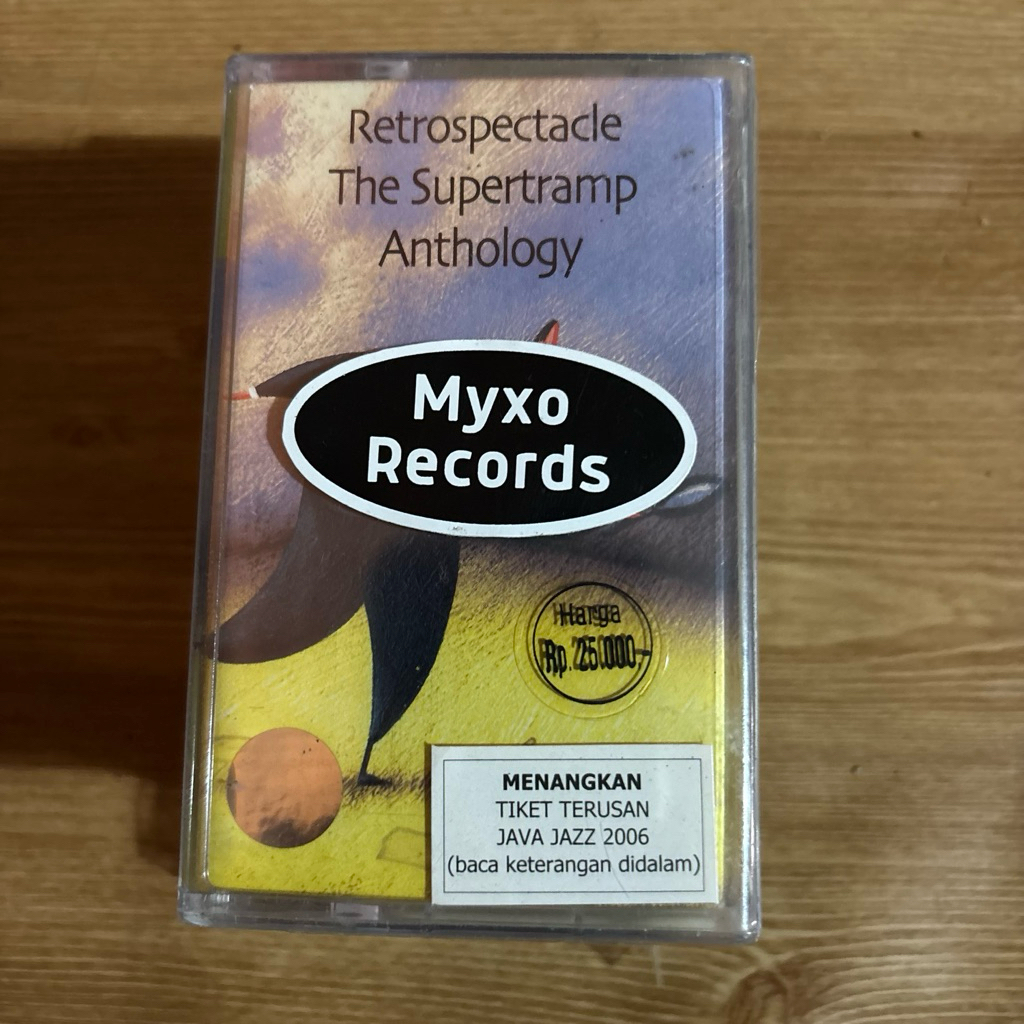 Retrospectacle
The Supertramp
Anthology
Myxo
Records
Harga
Rp. 25.000,-
MENANGKAN
TIKET TERUSAN
JAVA JAZZ 2006
(baca keterangan didalam)